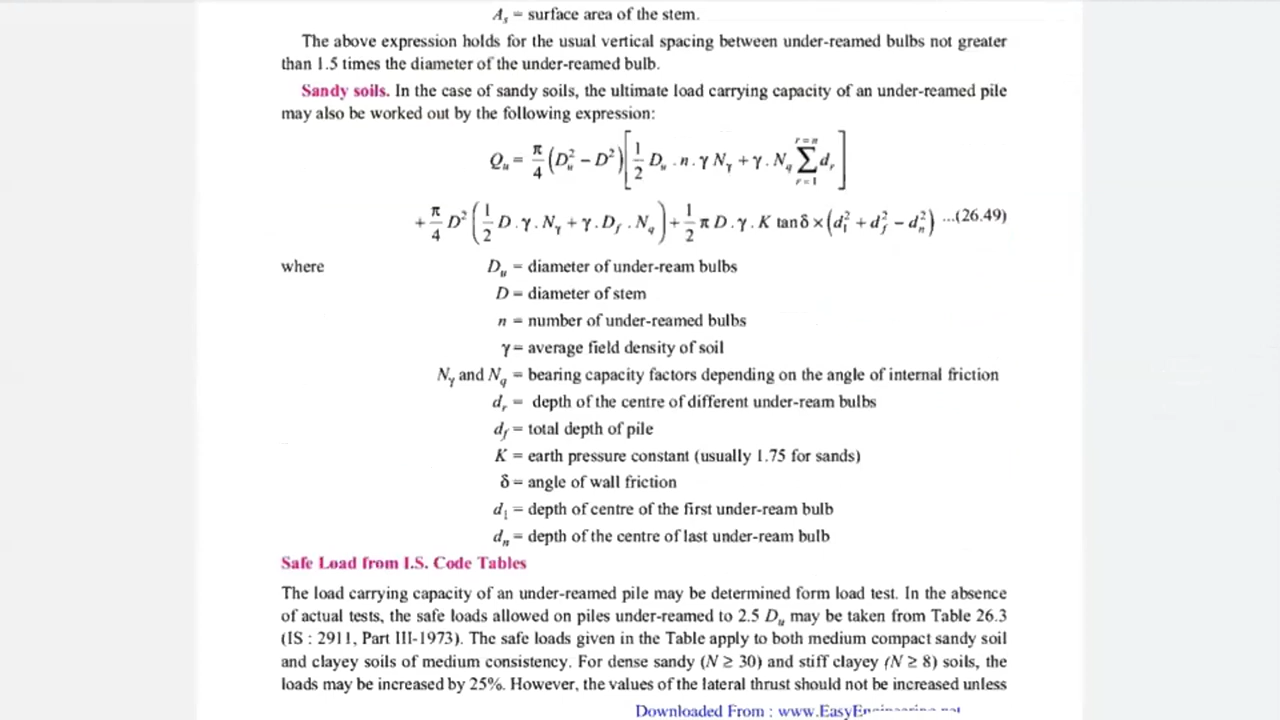 A_s = surface area of the stem.
The above expression holds for the usual vertical spacing between under-reamed bulbs not greater
than 1.5 times the diameter of the under-reamed bulb.
Sandy soils. In the case of sandy soils, the ultimate load carrying capacity of an under-reamed pile
may also be worked out by the following expression:
Q_u = π/4 (D_u^2 − D^2) [1/2 D_u . n . γ N_γ + γ . N_q ∑_{r=1}^{r=n} d_r]
+ π/4 D^2 (1/2 D . γ . N_γ + γ . D_f . N_q) + 1/2 π D . γ . K tan δ × (d_1^2 + d_f^2 − d_n^2) ...(26.49)
where D_u = diameter of under-ream bulbs
D = diameter of stem
n = number of under-reamed bulbs
γ = average field density of soil
N_γ and N_q = bearing capacity factors depending on the angle of internal friction
d_r = depth of the centre of different under-ream bulbs
d_f = total depth of pile
K = earth pressure constant (usually 1.75 for sands)
δ = angle of wall friction
d_1 = depth of centre of the first under-ream bulb
d_n = depth of the centre of last under-ream bulb
Safe Load from I.S. Code Tables
The load carrying capacity of an under-reamed pile may be determined form load test. In the absence
of actual tests, the safe loads allowed on piles under-reamed to 2.5 D_u may be taken from Table 26.3
(IS : 2911, Part III-1973). The safe loads given in the Table apply to both medium compact sandy soil
and clayey soils of medium consistency. For dense sandy (N ≥ 30) and stiff clayey (N ≥ 8) soils, the
loads may be increased by 25%. However, the values of the lateral thrust should not be increased unless
Downloaded From : www.EasyEngineering.net